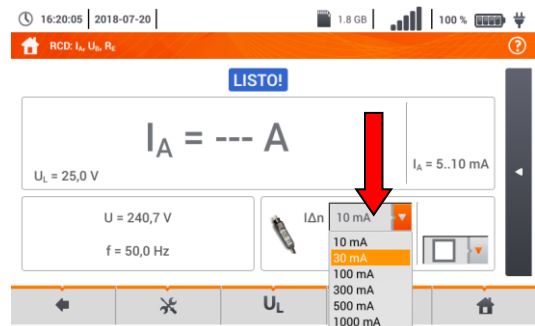 16:20:05 2018-07-20 1.8 GB 100 %
RCD: IA, UB, RE
?
LISTO!
IA = --- A
UL = 25,0 V
IA = 5..10 mA
U = 240,7 V
f = 50,0 Hz
IΔn 10 mA
10 mA
30 mA
100 mA
300 mA
500 mA
1000 mA
UL